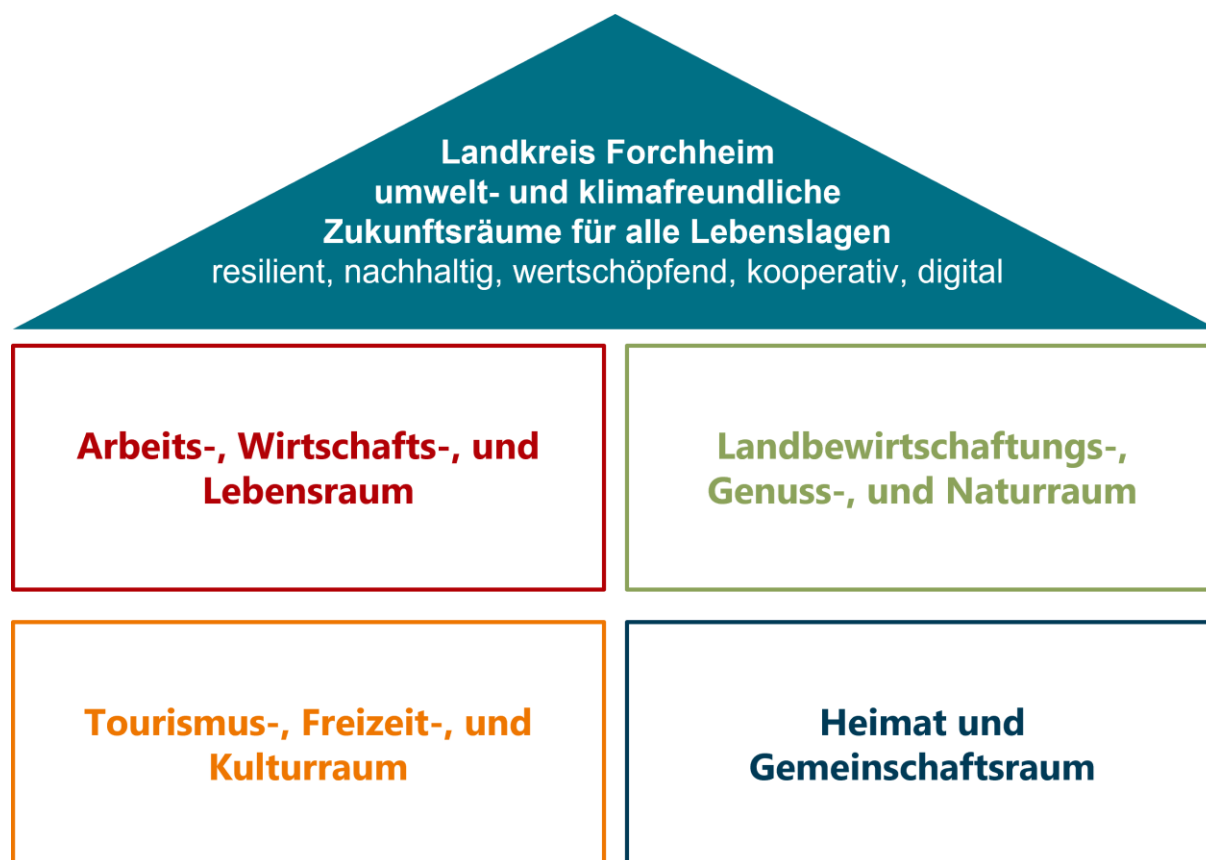 Landkreis Forchheim
umwelt- und klimafreundliche
Zukunftsräume für alle Lebenslagen
resilient, nachhaltig, wertschöpfend, kooperativ, digital
Arbeits-, Wirtschafts-, und
Lebensraum
Landbewirtschaftungs-,
Genuss-, und Naturraum
Tourismus-, Freizeit-, und
Kulturraum
Heimat und
Gemeinschaftsraum